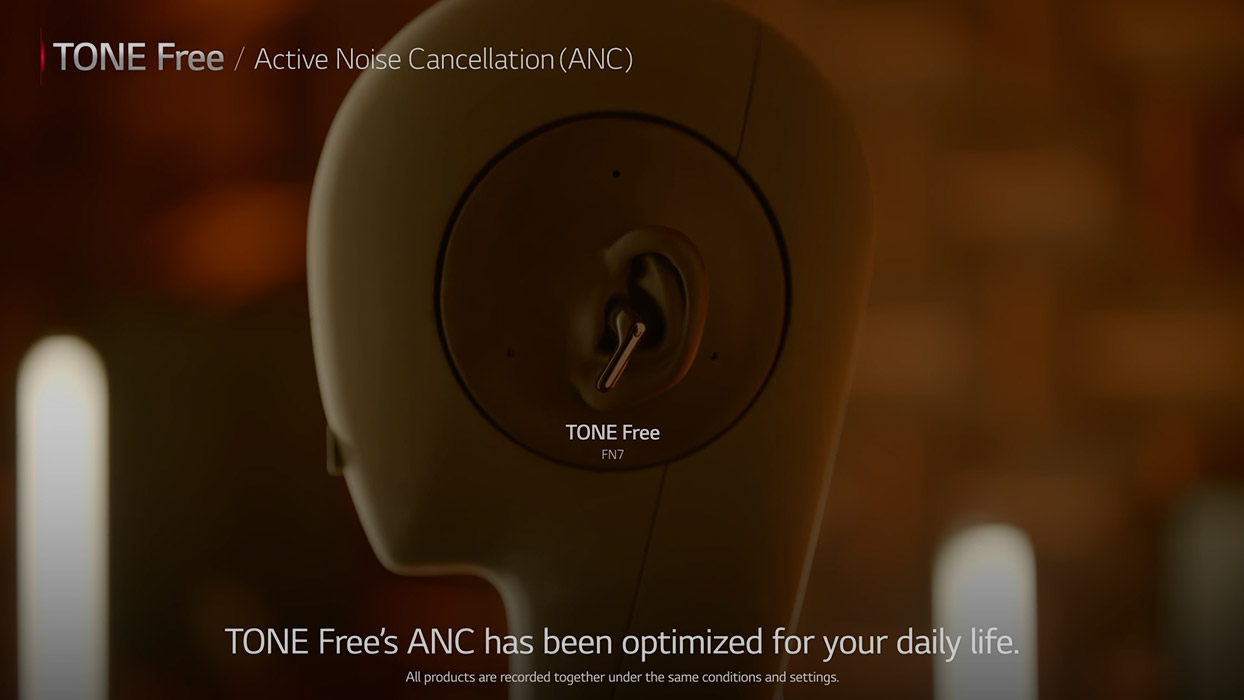 TONE Free / Active Noise Cancellation (ANC)
TONE Free
FN7
TONE Free's ANC has been optimized for your daily life.
All products are recorded together under the same conditions and settings.